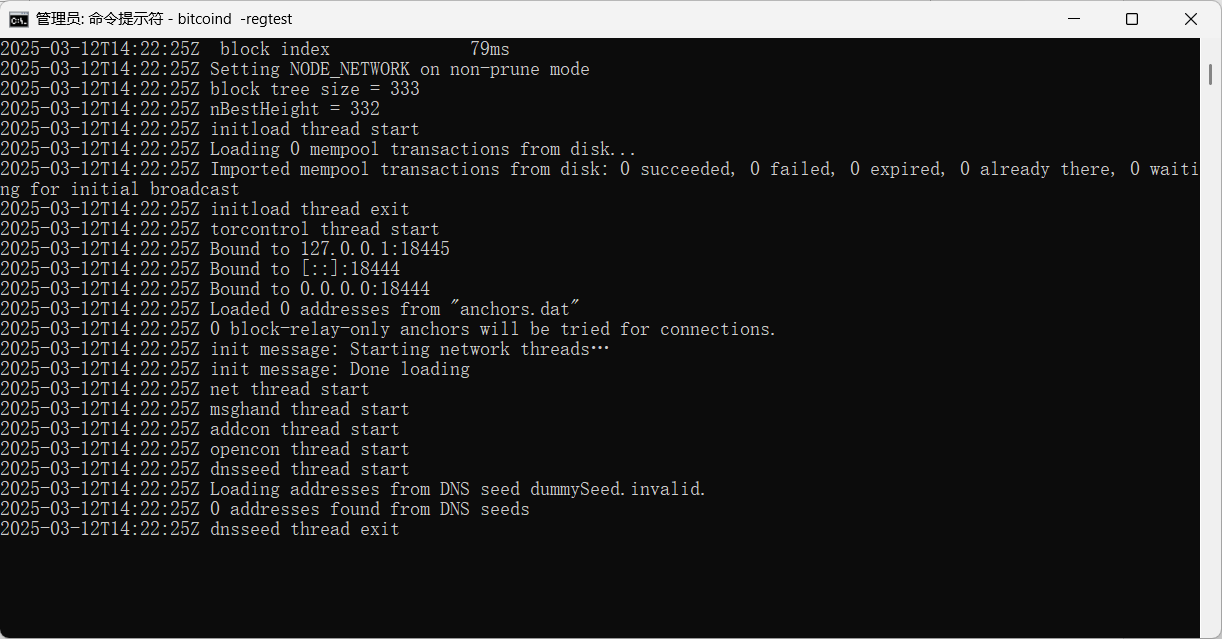 管理员: 命令提示符 - bitcoind  -regtest
2025-03-12T14:22:25Z  block index              79ms
2025-03-12T14:22:25Z Setting NODE_NETWORK on non-prune mode
2025-03-12T14:22:25Z block tree size = 333
2025-03-12T14:22:25Z nBestHeight = 332
2025-03-12T14:22:25Z initload thread start
2025-03-12T14:22:25Z Loading 0 mempool transactions from disk...
2025-03-12T14:22:25Z Imported mempool transactions from disk: 0 succeeded, 0 failed, 0 expired, 0 already there, 0 waiti
ng for initial broadcast
2025-03-12T14:22:25Z initload thread exit
2025-03-12T14:22:25Z torcontrol thread start
2025-03-12T14:22:25Z Bound to 127.0.0.1:18445
2025-03-12T14:22:25Z Bound to [::]:18444
2025-03-12T14:22:25Z Bound to 0.0.0.0:18444
2025-03-12T14:22:25Z Loaded 0 addresses from "anchors.dat"
2025-03-12T14:22:25Z 0 block-relay-only anchors will be tried for connections.
2025-03-12T14:22:25Z init message: Starting network threads…
2025-03-12T14:22:25Z init message: Done loading
2025-03-12T14:22:25Z net thread start
2025-03-12T14:22:25Z msghand thread start
2025-03-12T14:22:25Z addcon thread start
2025-03-12T14:22:25Z opencon thread start
2025-03-12T14:22:25Z dnsseed thread start
2025-03-12T14:22:25Z Loading addresses from DNS seed dummySeed.invalid.
2025-03-12T14:22:25Z 0 addresses found from DNS seeds
2025-03-12T14:22:25Z dnsseed thread exit